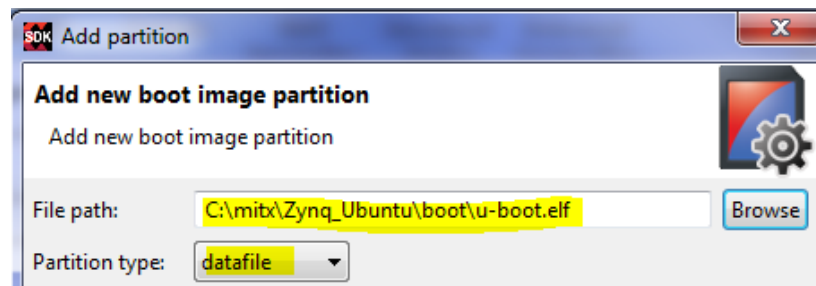 SDK Add partition
Add new boot image partition
Add new boot image partition
File path: C:\mitx\Zynq_Ubuntu\boot\u-boot.elf Browse
Partition type: datafile